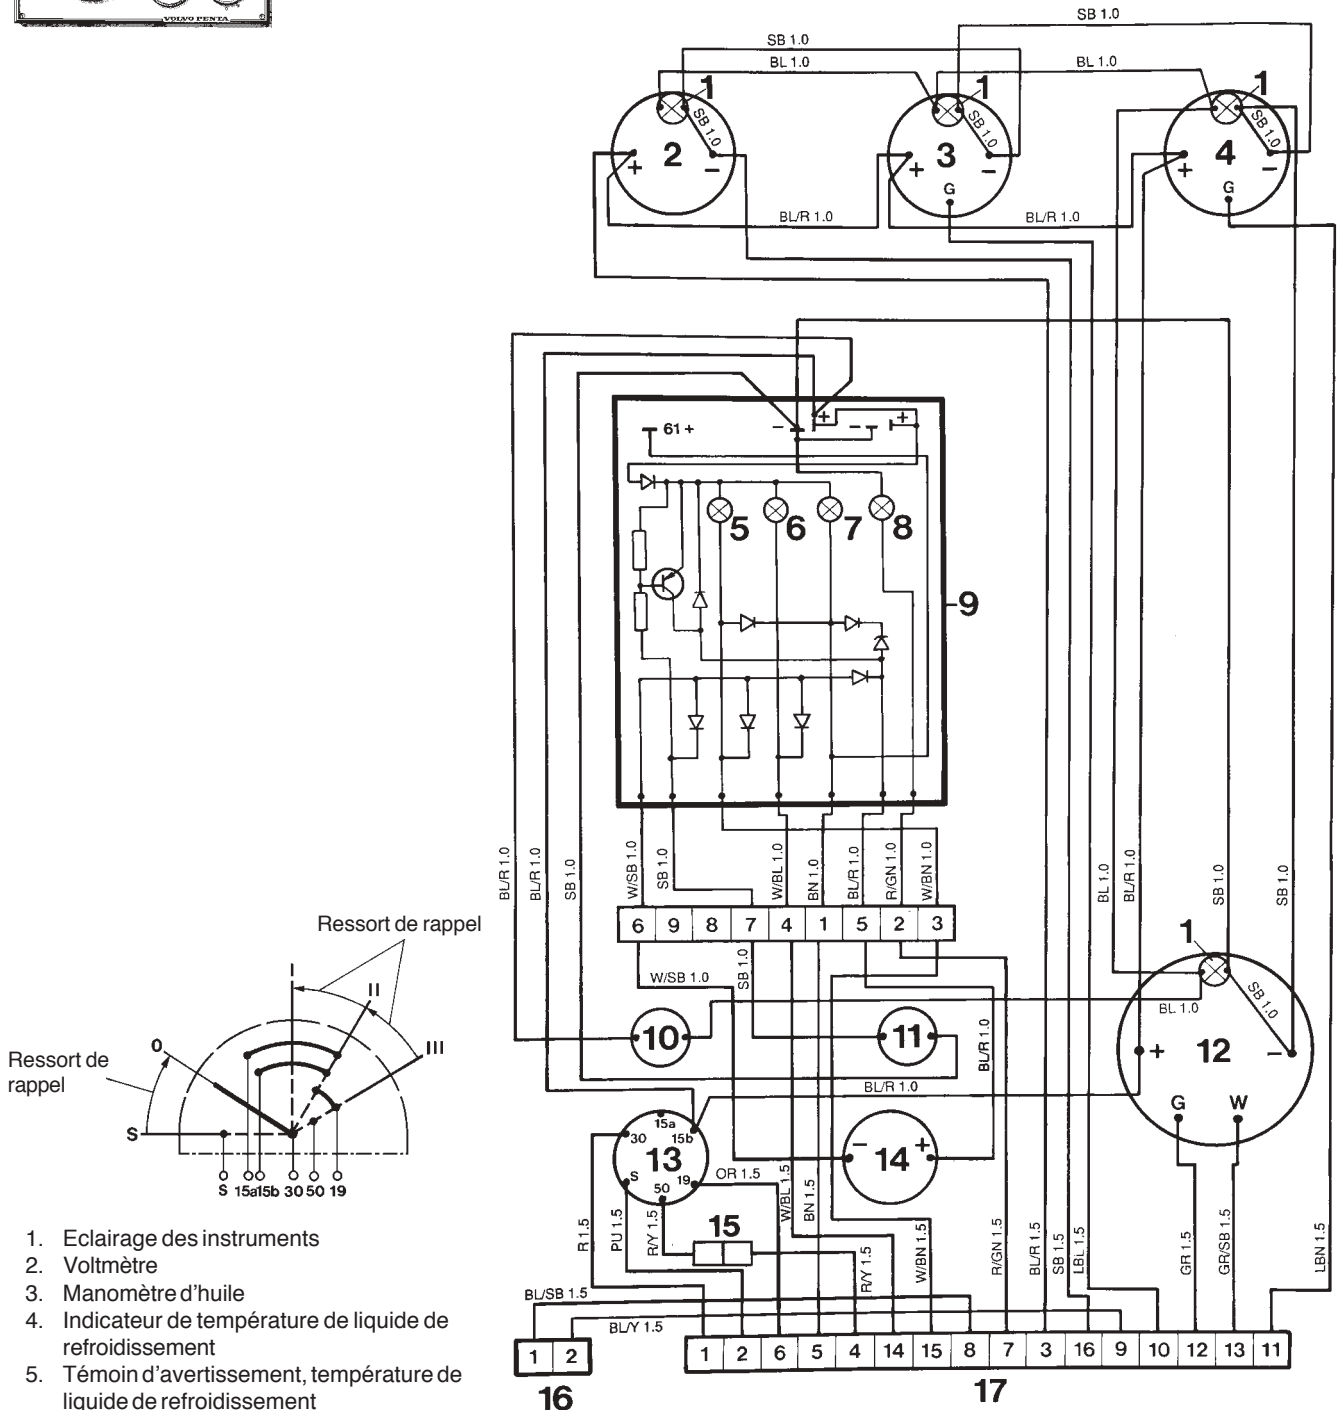 VOLVO PENTA
SB 1.0
SB 1.0
BL 1.0
BL 1.0
1
1
1
SB 1.0
SB 1.0
SB 1.0
2
3
4
+
−
+
−
+
−
G
G
BL/R 1.0
BL/R 1.0
61 +
−
+
−
+
5
6
7
8
9
BL/R 1.0
BL/R 1.0
SB 1.0
W/SB 1.0
SB 1.0
W/BL 1.0
BN 1.0
BL/R 1.0
R/GN 1.0
W/BN 1.0
BL 1.0
BL/R 1.0
SB 1.0
SB 1.0
6 9 8 7 4 1 5 2 3
W/SB 1.0
SB 1.0
BL/R 1.0
1
SB 1.0
BL 1.0
10
11
+ 12 −
BL/R 1.0
G W
15a
30 15b
13
S 19
50
− +
14
OR 1.5
R 1.5
PU 1.5
R/Y 1.5
15
W/BL 1.5
BN 1.5
R/Y 1.5
W/BN 1.5
R/GN 1.5
BL/R 1.5
SB 1.5
LBL 1.5
GR 1.5
GR/SB 1.5
LBN 1.5
BL/SB 1.5
BL/Y 1.5
1 2
16
1 2 6 5 4 14 15 8 7 3 16 9 10 12 13 11
17
Ressort de rappel
I
II
III
0
Ressort de
rappel
S
S 15a 15b 30 50 19
1. Eclairage des instruments
2. Voltmètre
3. Manomètre d'huile
4. Indicateur de température de liquide de
refroidissement
5. Témoin d'avertissement, température de
liquide de refroidissement